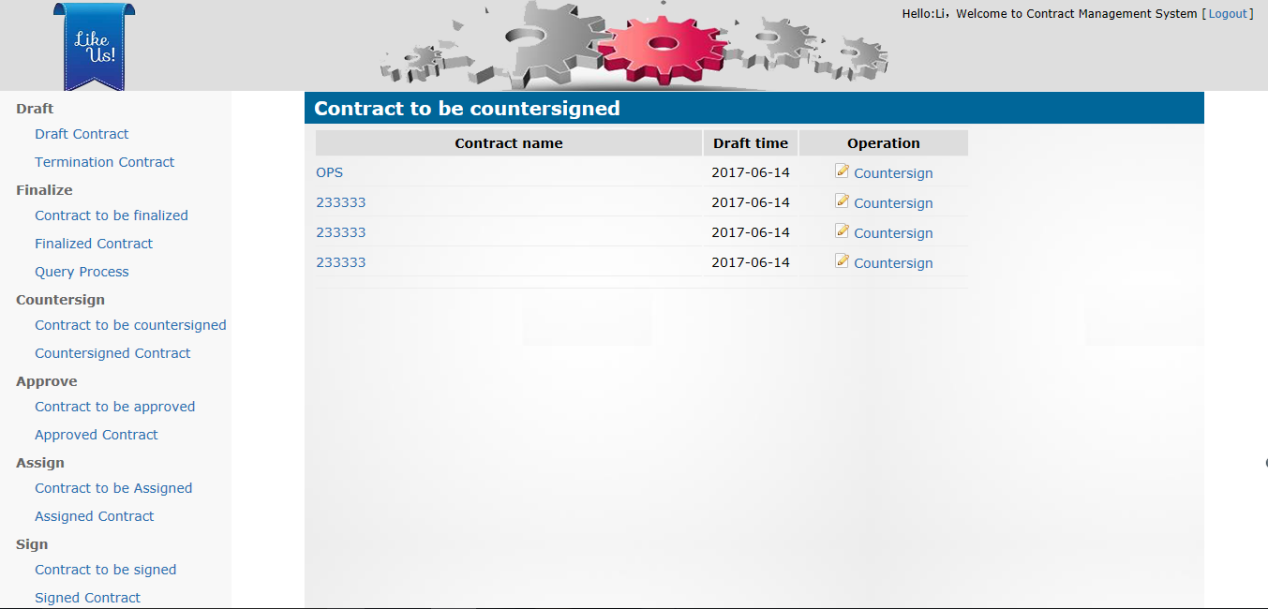 Like
Us!
Hello:Li，Welcome to Contract Management System [Logout]
Draft
Draft Contract
Termination Contract
Finalize
Contract to be finalized
Finalized Contract
Query Process
Countersign
Contract to be countersigned
Countersigned Contract
Approve
Contract to be approved
Approved Contract
Assign
Contract to be Assigned
Assigned Contract
Sign
Contract to be signed
Signed Contract
Contract to be countersigned
Contract name Draft time Operation
OPS 2017-06-14 Countersign
233333 2017-06-14 Countersign
233333 2017-06-14 Countersign
233333 2017-06-14 Countersign